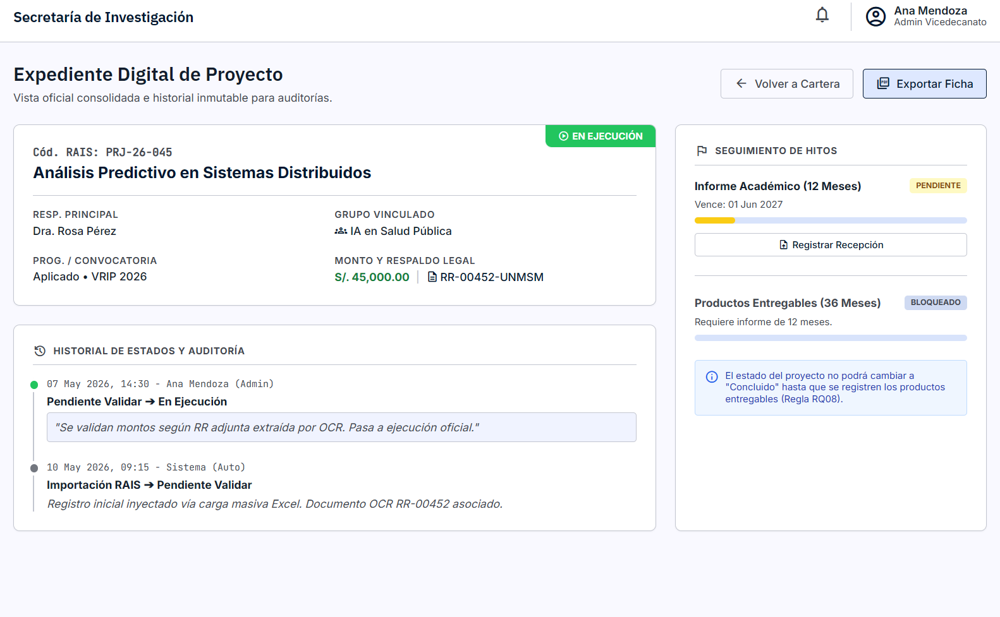 Secretaría de Investigación
Ana Mendoza
Admin Vicedecanato
Expediente Digital de Proyecto
Vista oficial consolidada e historial inmutable para auditorías.
Volver a Cartera
PDF
Exportar Ficha
EN EJECUCIÓN
Cód. RAIS: PRJ-26-045
Análisis Predictivo en Sistemas Distribuidos
RESP. PRINCIPAL
Dra. Rosa Pérez
GRUPO VINCULADO
IA en Salud Pública
PROG. / CONVOCATORIA
Aplicado • VRIP 2026
MONTO Y RESPALDO LEGAL
S/. 45,000.00
RR-00452-UNMSM
HISTORIAL DE ESTADOS Y AUDITORÍA
07 May 2026, 14:30 - Ana Mendoza (Admin)
Pendiente Validar ➔ En Ejecución
"Se validan montos según RR adjunta extraída por OCR. Pasa a ejecución oficial."
10 May 2026, 09:15 - Sistema (Auto)
Importación RAIS ➔ Pendiente Validar
Registro inicial inyectado vía carga masiva Excel. Documento OCR RR-00452 asociado.
SEGUIMIENTO DE HITOS
Informe Académico (12 Meses)
PENDIENTE
Vence: 01 Jun 2027
Registrar Recepción
Productos Entregables (36 Meses)
BLOQUEADO
Requiere informe de 12 meses.
El estado del proyecto no podrá cambiar a
"Concluido" hasta que se registren los productos
entregables (Regla RQ08).